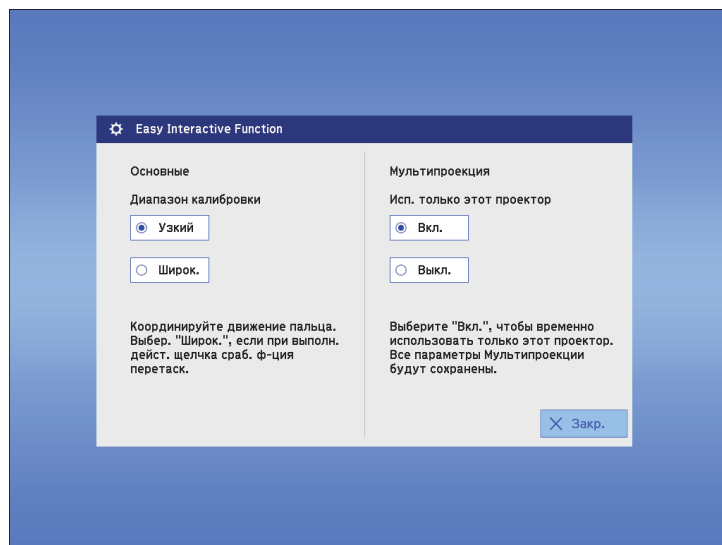 Easy Interactive Function
Основные
Диапазон калибровки
Узкий
Широк.
Координируйте движение пальца.
Выбер. "Широк.", если при выполн.
дейст. щелчка сраб. ф-ция
перетаск.
Мультипроекция
Исп. только этот проектор
Вкл.
Выкл.
Выберите "Вкл.", чтобы временно
использовать только этот проектор.
Все параметры Мультипроекции
будут сохранены.
Закр.